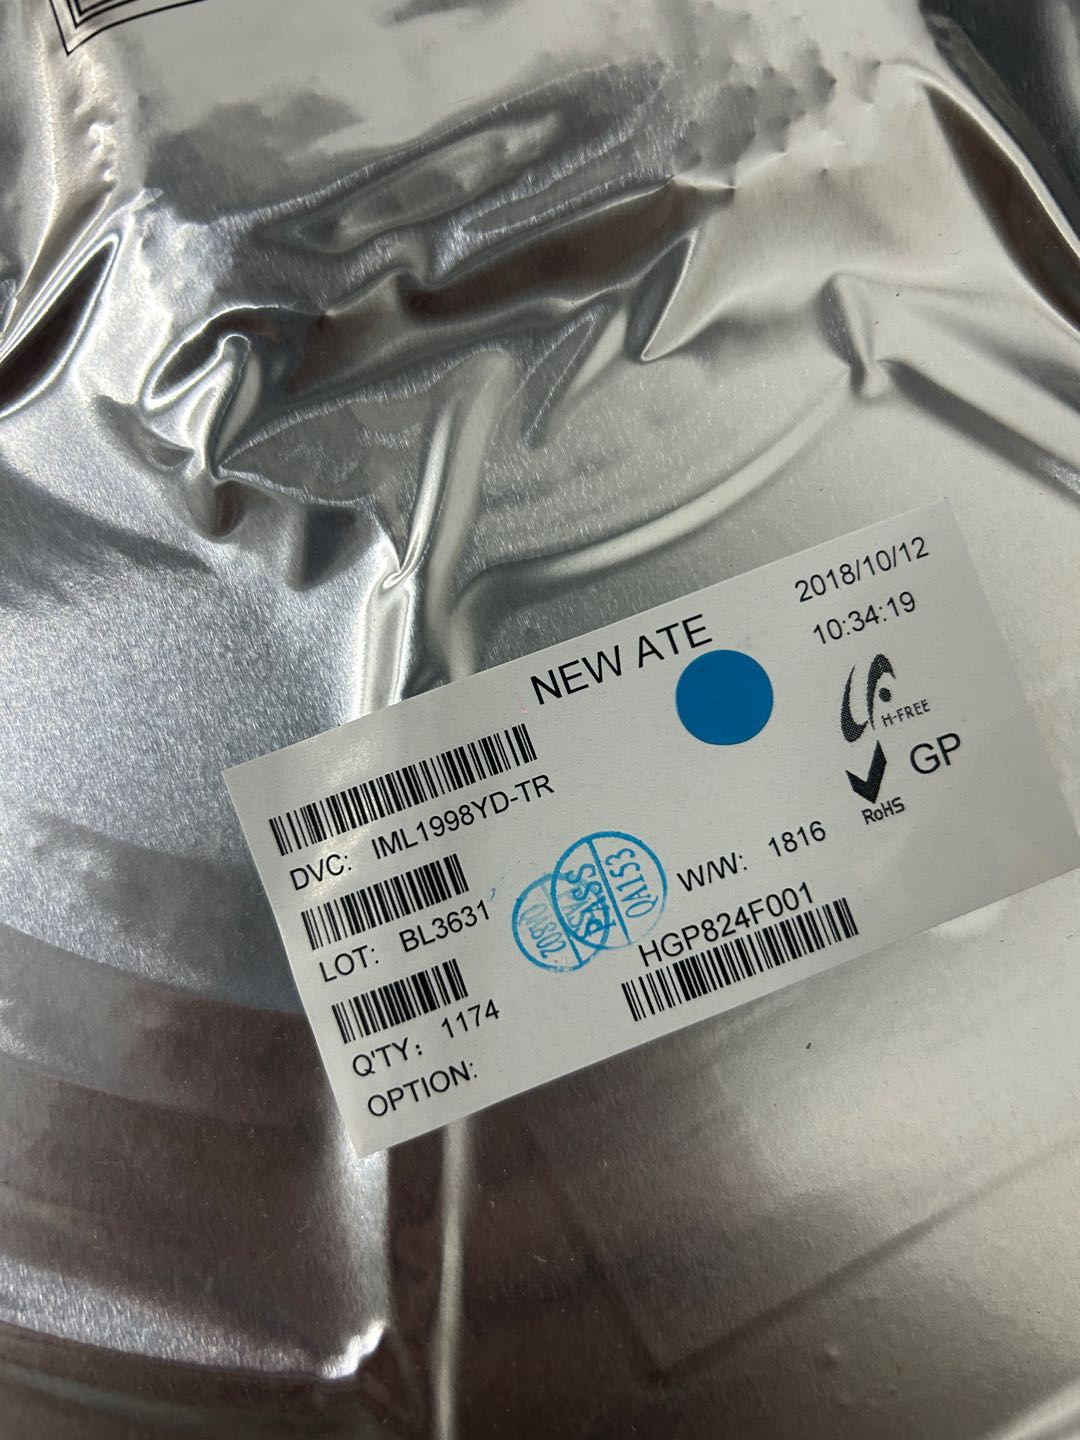 2018/10/12
NEW ATE
10:34:19
H-FREE
GP
RoHS
DVC: IML1998YD-TR
LOT: BL3631
PASS
QA153
W/W: 1816
HGP824F001
Q'TY: 1174
OPTION: